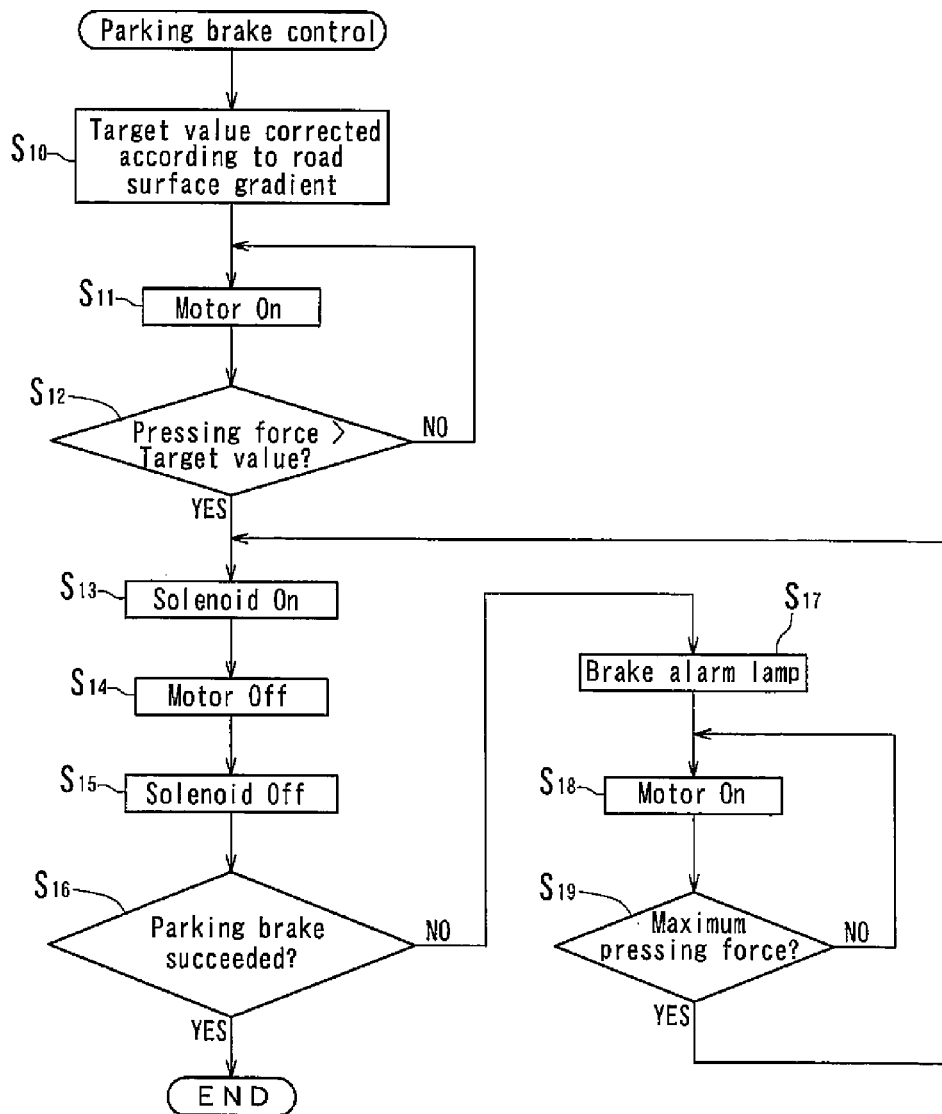 Parking brake control
S10
Target value corrected
according to road
surface gradient
S11
Motor On
S12
Pressing force >
Target value?
NO
YES
S13
Solenoid On
S14
Motor Off
S15
Solenoid Off
S16
Parking brake
succeeded?
NO
YES
END
S17
Brake alarm lamp
S18
Motor On
S19
Maximum
pressing force?
NO
YES